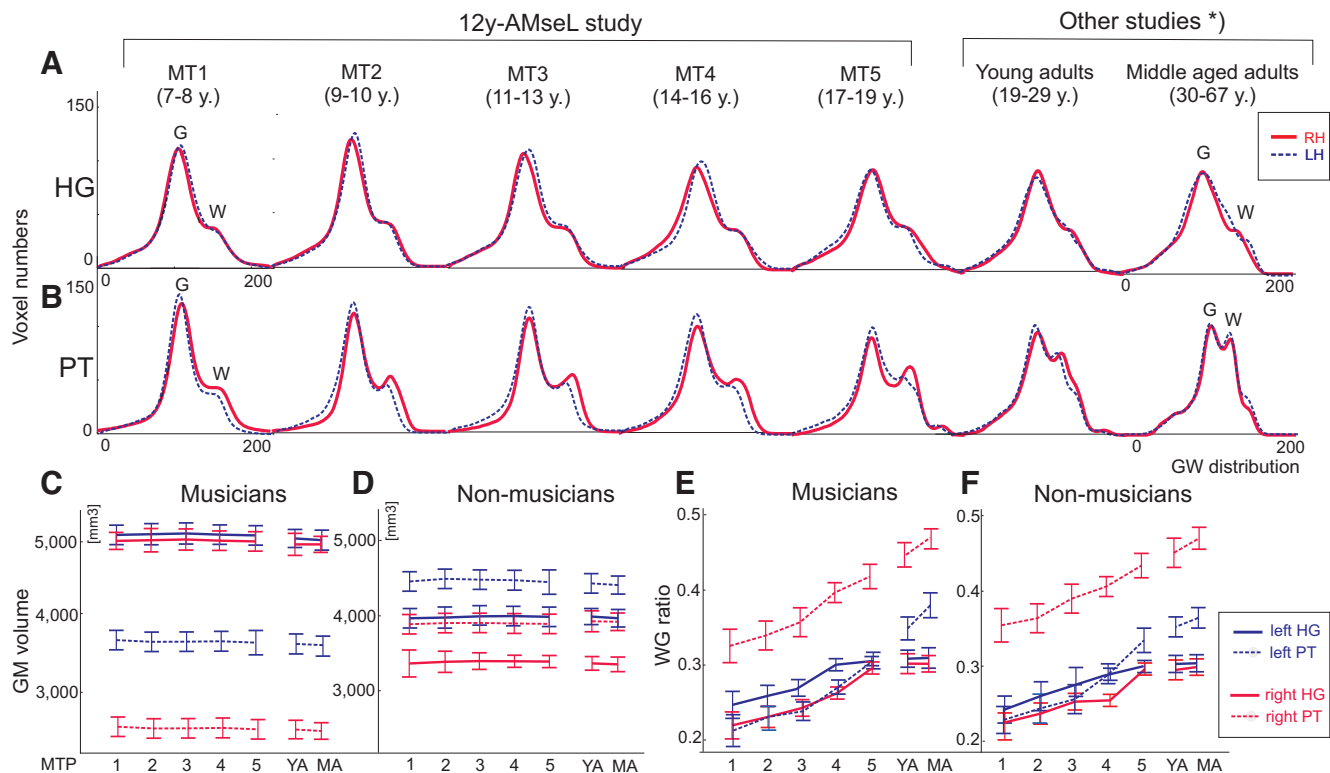 12y-AMseL study
Other studies *)
A
MT1 MT2 MT3 MT4 MT5 Young adults Middle aged adults
(7-8 y.) (9-10 y.) (11-13 y.) (14-16 y.) (17-19 y.) (19-29 y.) (30-67 y.)
150
G
W
HG
0
0 200
G
W
0 200
RH
LH
Voxel numbers
B
150
G
W
PT
0
0 200
G W
0 200
GW distribution
C Musicians
[mm3]
GM volume
5,000
4,000
3,000
MTP 1 2 3 4 5 YA MA
D Non-musicians
[mm3]
5,000
4,000
3,000
1 2 3 4 5 YA MA
E Musicians
WG ratio
0.5
0.4
0.3
0.2
1 2 3 4 5 YA MA
F Non-musicians
0.5
0.4
0.3
0.2
1 2 3 4 5 YA MA
left HG
left PT
right HG
right PT